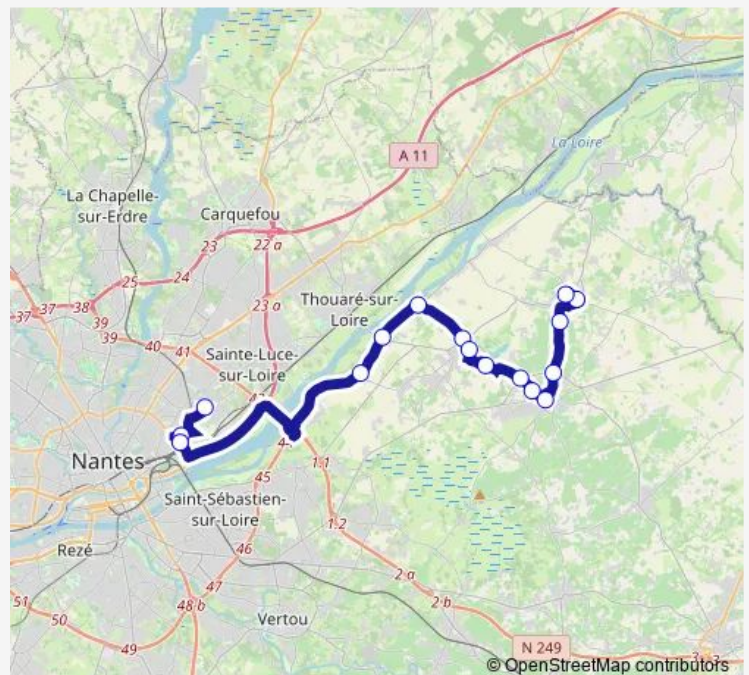 La Loire
A 11
La Chapelle-
sur-Erdre
Carquefou
23
22 a
25
24
37
37
38
39
39
40
41
23 a
Thouaré-sur-
Loire
Sainte-Luce-
sur-Loire
Nantes
44
45
1.1
Saint-Sébastien-
sur-Loire
1.2
Rezé
46
47
2 a
2 b
51
50
48 b
49
Vertou
N 249
© OpenStreetMap contributors